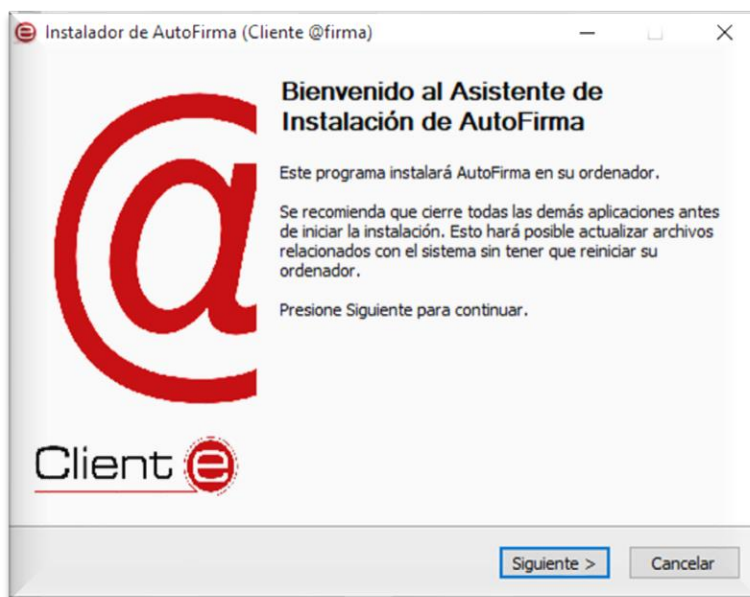 Instalador de AutoFirma (Cliente @firma)
Bienvenido al Asistente de
Instalación de AutoFirma
Este programa instalará AutoFirma en su ordenador.
Se recomienda que cierre todas las demás aplicaciones antes
de iniciar la instalación. Esto hará posible actualizar archivos
relacionados con el sistema sin tener que reiniciar su
ordenador.
Presione Siguiente para continuar.
@
Client e
Siguiente >
Cancelar